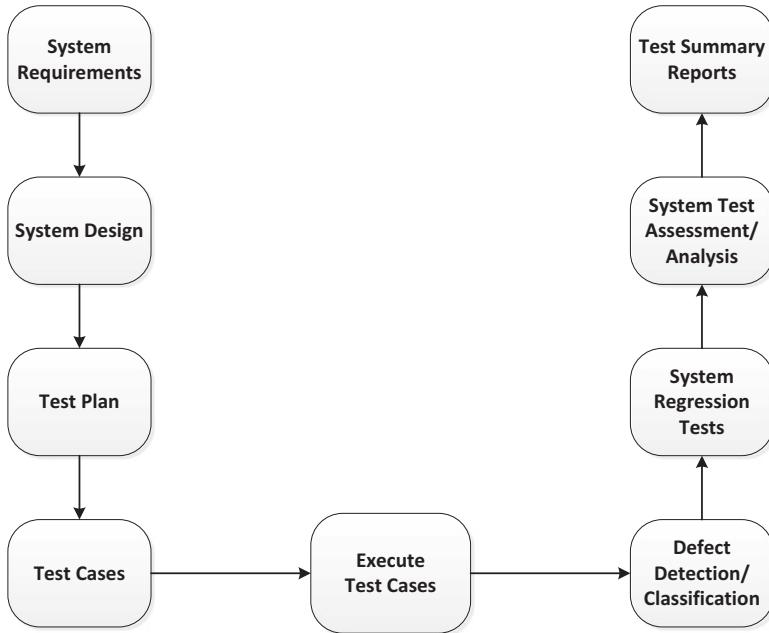 System
Requirements
System Design
Test Plan
Test Cases
Execute
Test Cases
Defect
Detection/
Classification
System
Regression
Tests
System Test
Assessment/
Analysis
Test Summary
Reports